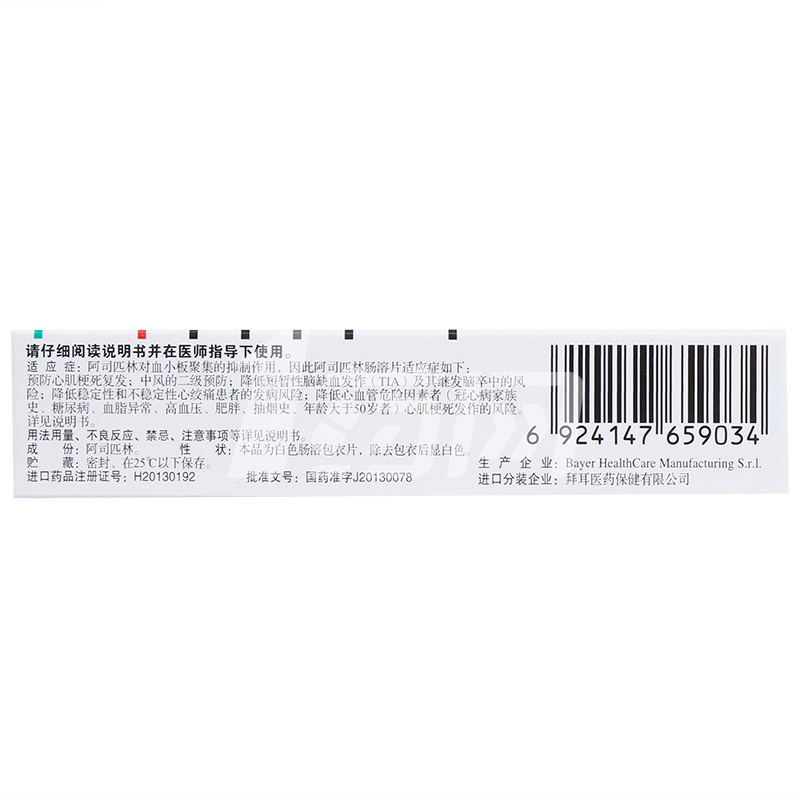 请仔细阅读说明书并在医师指导下使用。
适 应 症：阿司匹林对血小板聚集的抑制作用，因此阿司匹林肠溶片适应症如下：
预防心肌梗死复发；中风的二级预防；降低短暂性脑缺血发作（TIA）及其继发脑卒中的风
险；降低稳定性和不稳定性心绞痛患者的发病风险；降低心血管危险因素者（冠心病家族
史、糖尿病、血脂异常、高血压、肥胖、抽烟史、年龄大于50岁者）心肌梗死发作的风险。
详见说明书。
用法用量、不良反应、禁忌、注意事项等详见说明书。
成 份：阿司匹林。 性 状：本品为白色肠溶包衣片，除去包衣后显白色。
贮 藏：密封，在25℃以下保存。
进口药品注册证号：H20130192 批准文号：国药准字J20130078
6 924147 659034
生 产 企 业：Bayer HealthCare Manufacturing S.r.l.
进口分装企业：拜耳医药保健有限公司